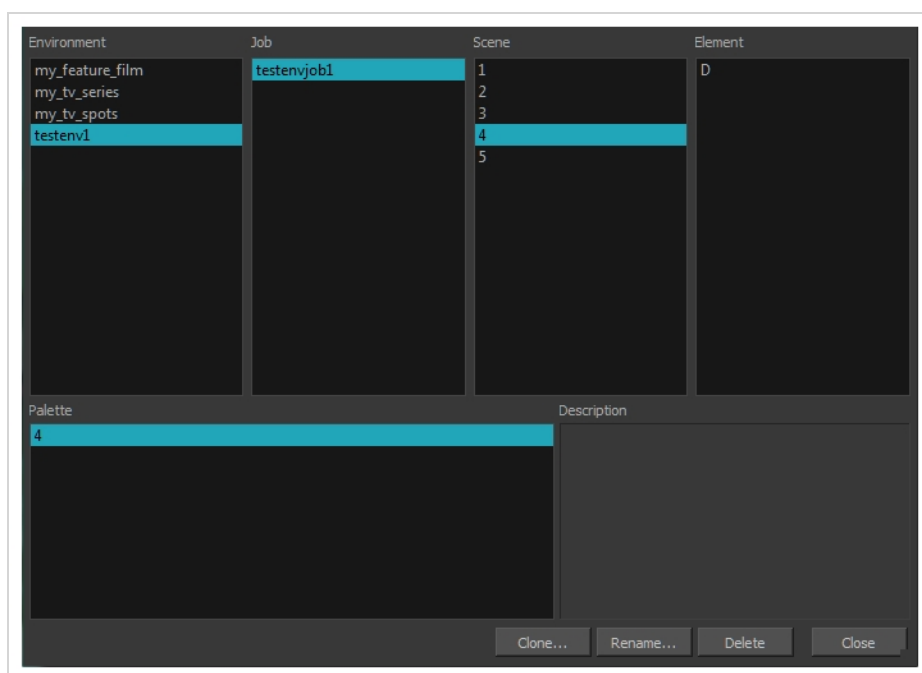 Environment
Job
Scene
Element
my_feature_film
my_tv_series
my_tv_spots
testenv1
testenvjob1
1
2
3
4
5
D
Palette
Description
4
Clone...
Rename...
Delete
Close